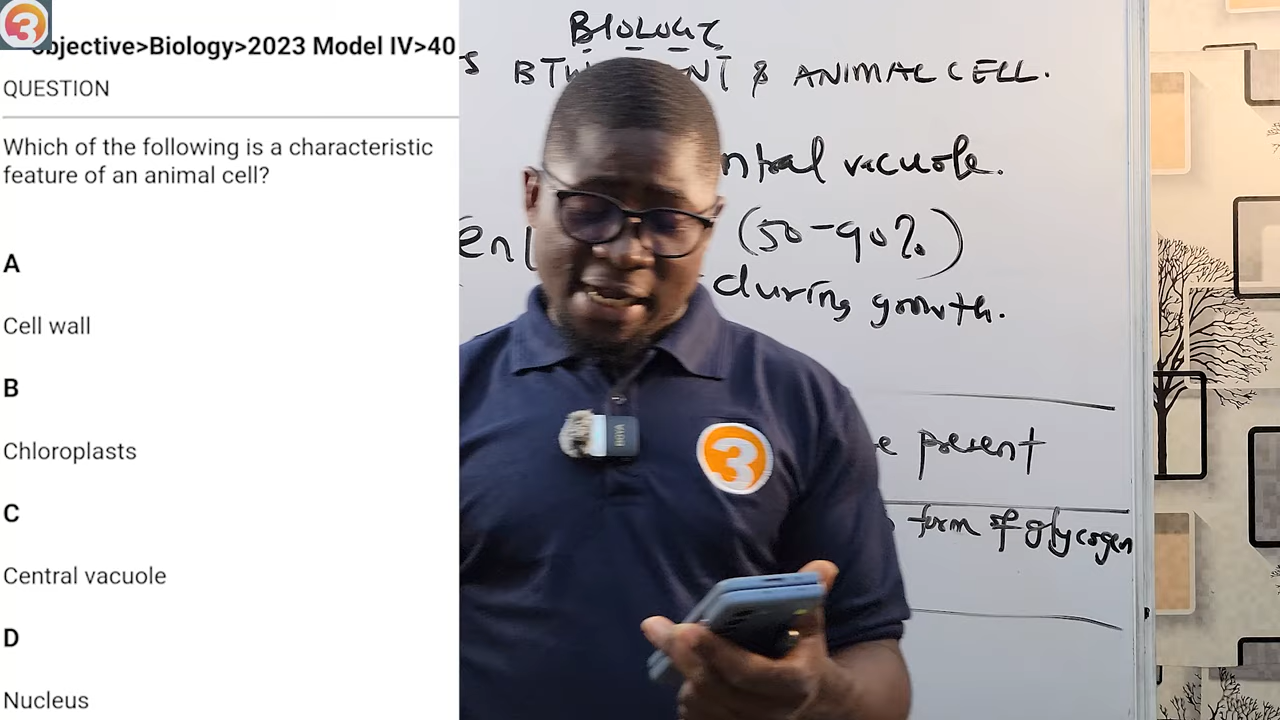 3
objective>Biology>2023 Model IV>40
QUESTION
Which of the following is a characteristic
feature of an animal cell?
A
Cell wall
B
Chloroplasts
C
Central vacuole
D
Nucleus
BIOLOGY
& ANIMAL CELL.
vacuole.
(50-90%)
during growth.
present
form of glycogen
BOYA
3